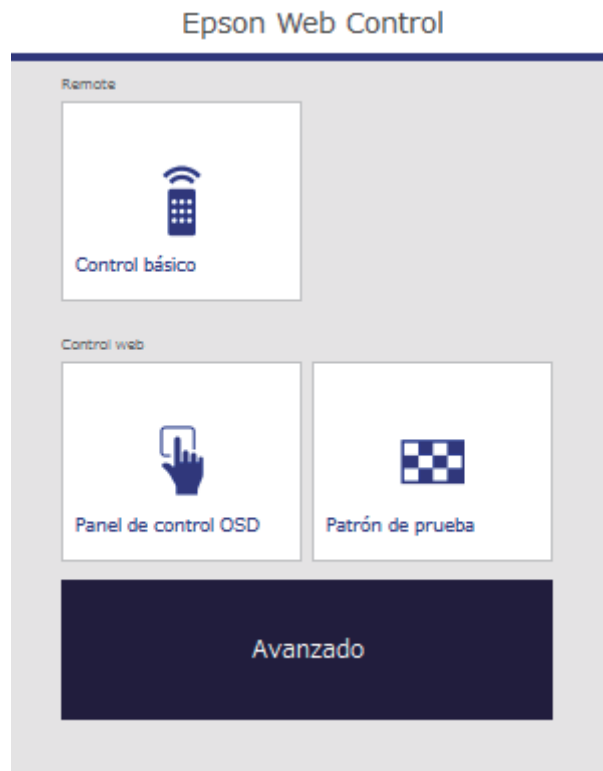 Epson Web Control
Remote
Control básico
Control web
Panel de control OSD
Patrón de prueba
Avanzado